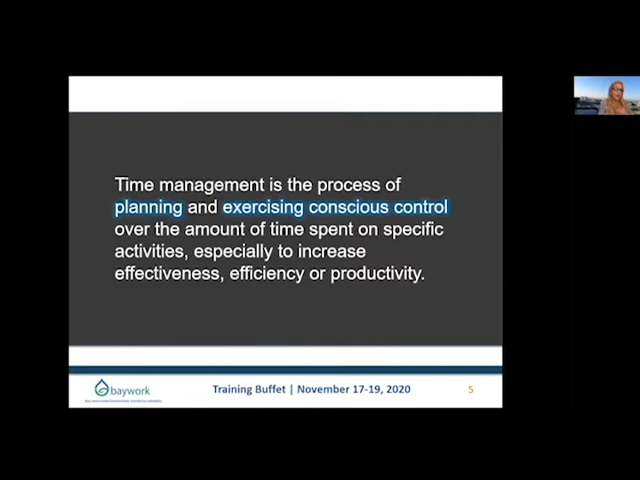 Time management is the process of
planning and exercising conscious control
over the amount of time spent on specific
activities, especially to increase
effectiveness, efficiency or productivity.
baywork
Training Buffet | November 17-19, 2020
5